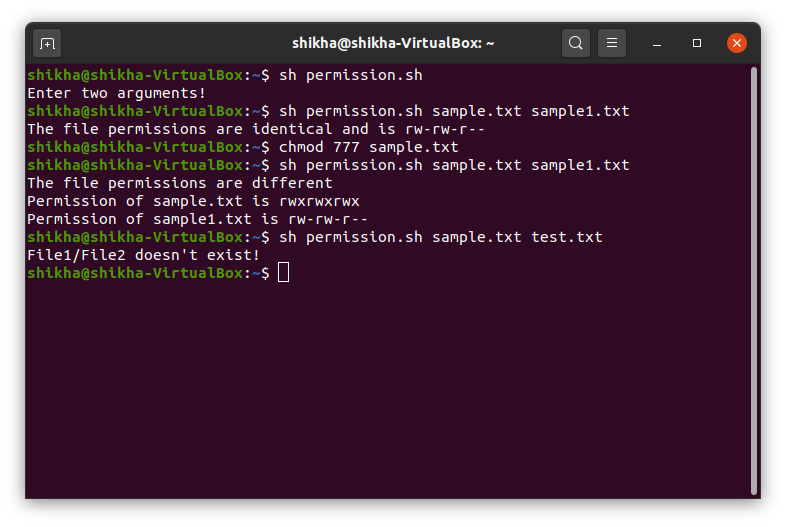 shikha@shikha-VirtualBox: ~
shikha@shikha-VirtualBox:~$ sh permission.sh
Enter two arguments!
shikha@shikha-VirtualBox:~$ sh permission.sh sample.txt sample1.txt
The file permissions are identical and is rw-rw-r--
shikha@shikha-VirtualBox:~$ chmod 777 sample.txt
shikha@shikha-VirtualBox:~$ sh permission.sh sample.txt sample1.txt
The file permissions are different
Permission of sample.txt is rwxrwxrwx
Permission of sample1.txt is rw-rw-r--
shikha@shikha-VirtualBox:~$ sh permission.sh sample.txt test.txt
File1/File2 doesn't exist!
shikha@shikha-VirtualBox:~$